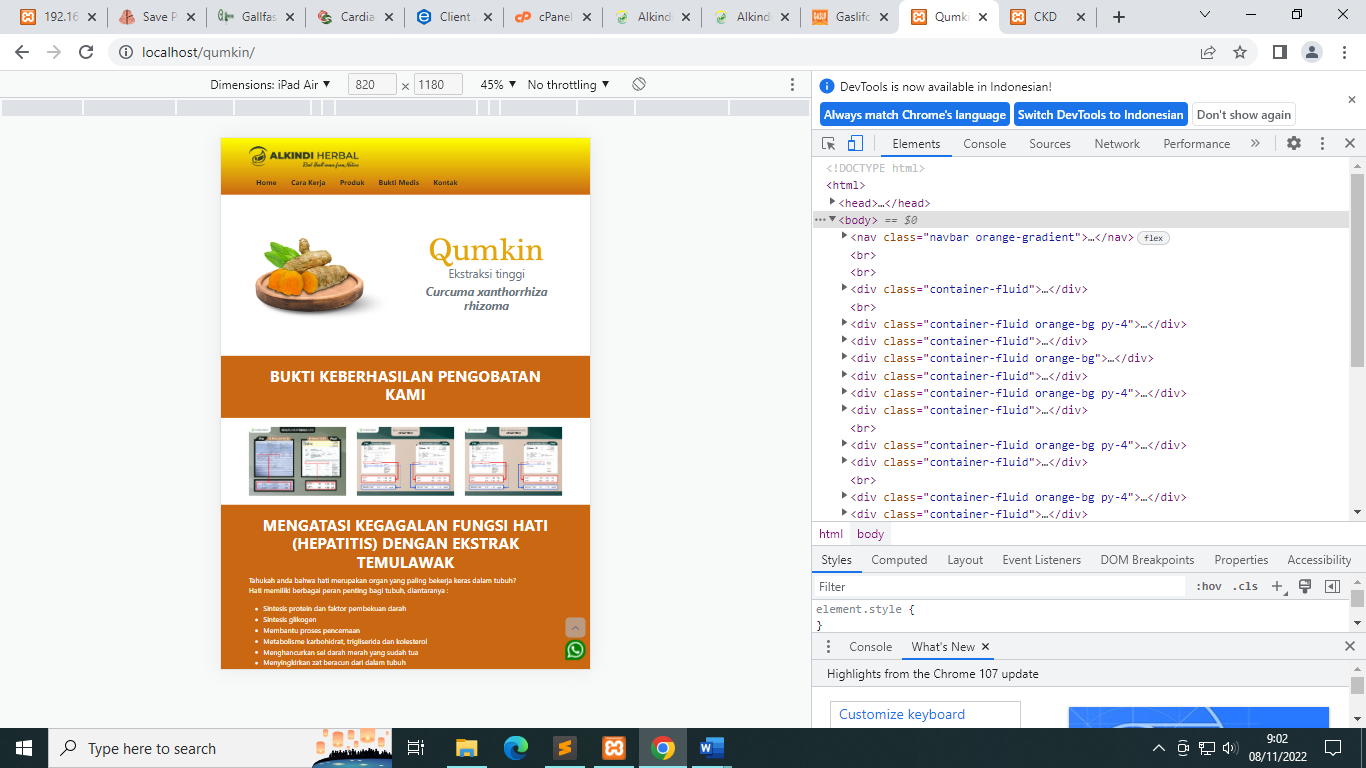 192.16
Save P
Gallfas
Cardia
Client
cPanel
Alkindi
Alkindi
Gaslifo
Qumki
CKD
localhost/qumkin/
Dimensions: iPad Air
820
×
1180
45%
No throttling
DevTools is now available in Indonesian!
Always match Chrome's language
Switch DevTools to Indonesian
Don't show again
Elements
Console
Sources
Network
Performance
<!DOCTYPE html>
<html>
<head>…</head>
<body> == $0
<nav class="navbar orange-gradient">…</nav> flex
<br>
<br>
<div class="container-fluid">…</div>
<br>
<div class="container-fluid orange-bg py-4">…</div>
<div class="container-fluid">…</div>
<div class="container-fluid orange-bg">…</div>
<div class="container-fluid">…</div>
<div class="container-fluid orange-bg py-4">…</div>
<div class="container-fluid">…</div>
<br>
<div class="container-fluid orange-bg py-4">…</div>
<div class="container-fluid">…</div>
<br>
<div class="container-fluid orange-bg py-4">…</div>
<div class="container-fluid">…</div>
html body
Styles
Computed
Layout
Event Listeners
DOM Breakpoints
Properties
Accessibility
Filter
:hov .cls
element.style {
}
Console
What's New
Highlights from the Chrome 107 update
Customize keyboard
ALKINDI HERBAL
Home
Cara Kerja
Produk
Bukti Medis
Kontak
Qumkin
Ekstraksi tinggi
Curcuma xanthorrhiza
rhizoma
BUKTI KEBERHASILAN PENGOBATAN
KAMI
MENGATASI KEGAGALAN FUNGSI HATI
(HEPATITIS) DENGAN EKSTRAK
TEMULAWAK
Tahukah anda bahwa hati merupakan organ yang paling bekerja keras dalam tubuh?
Hati memiliki berbagai peran penting bagi tubuh, diantaranya :
Sintesis protein dan faktor pembekuan darah
Sintesis glikogen
Membantu proses pencernaan
Metabolisme karbohidrat, trigliserida dan kolesterol
Menghancurkan sel darah merah yang sudah tua
Menyingkirkan zat beracun dari dalam tubuh
Type here to search
9:02
08/11/2022